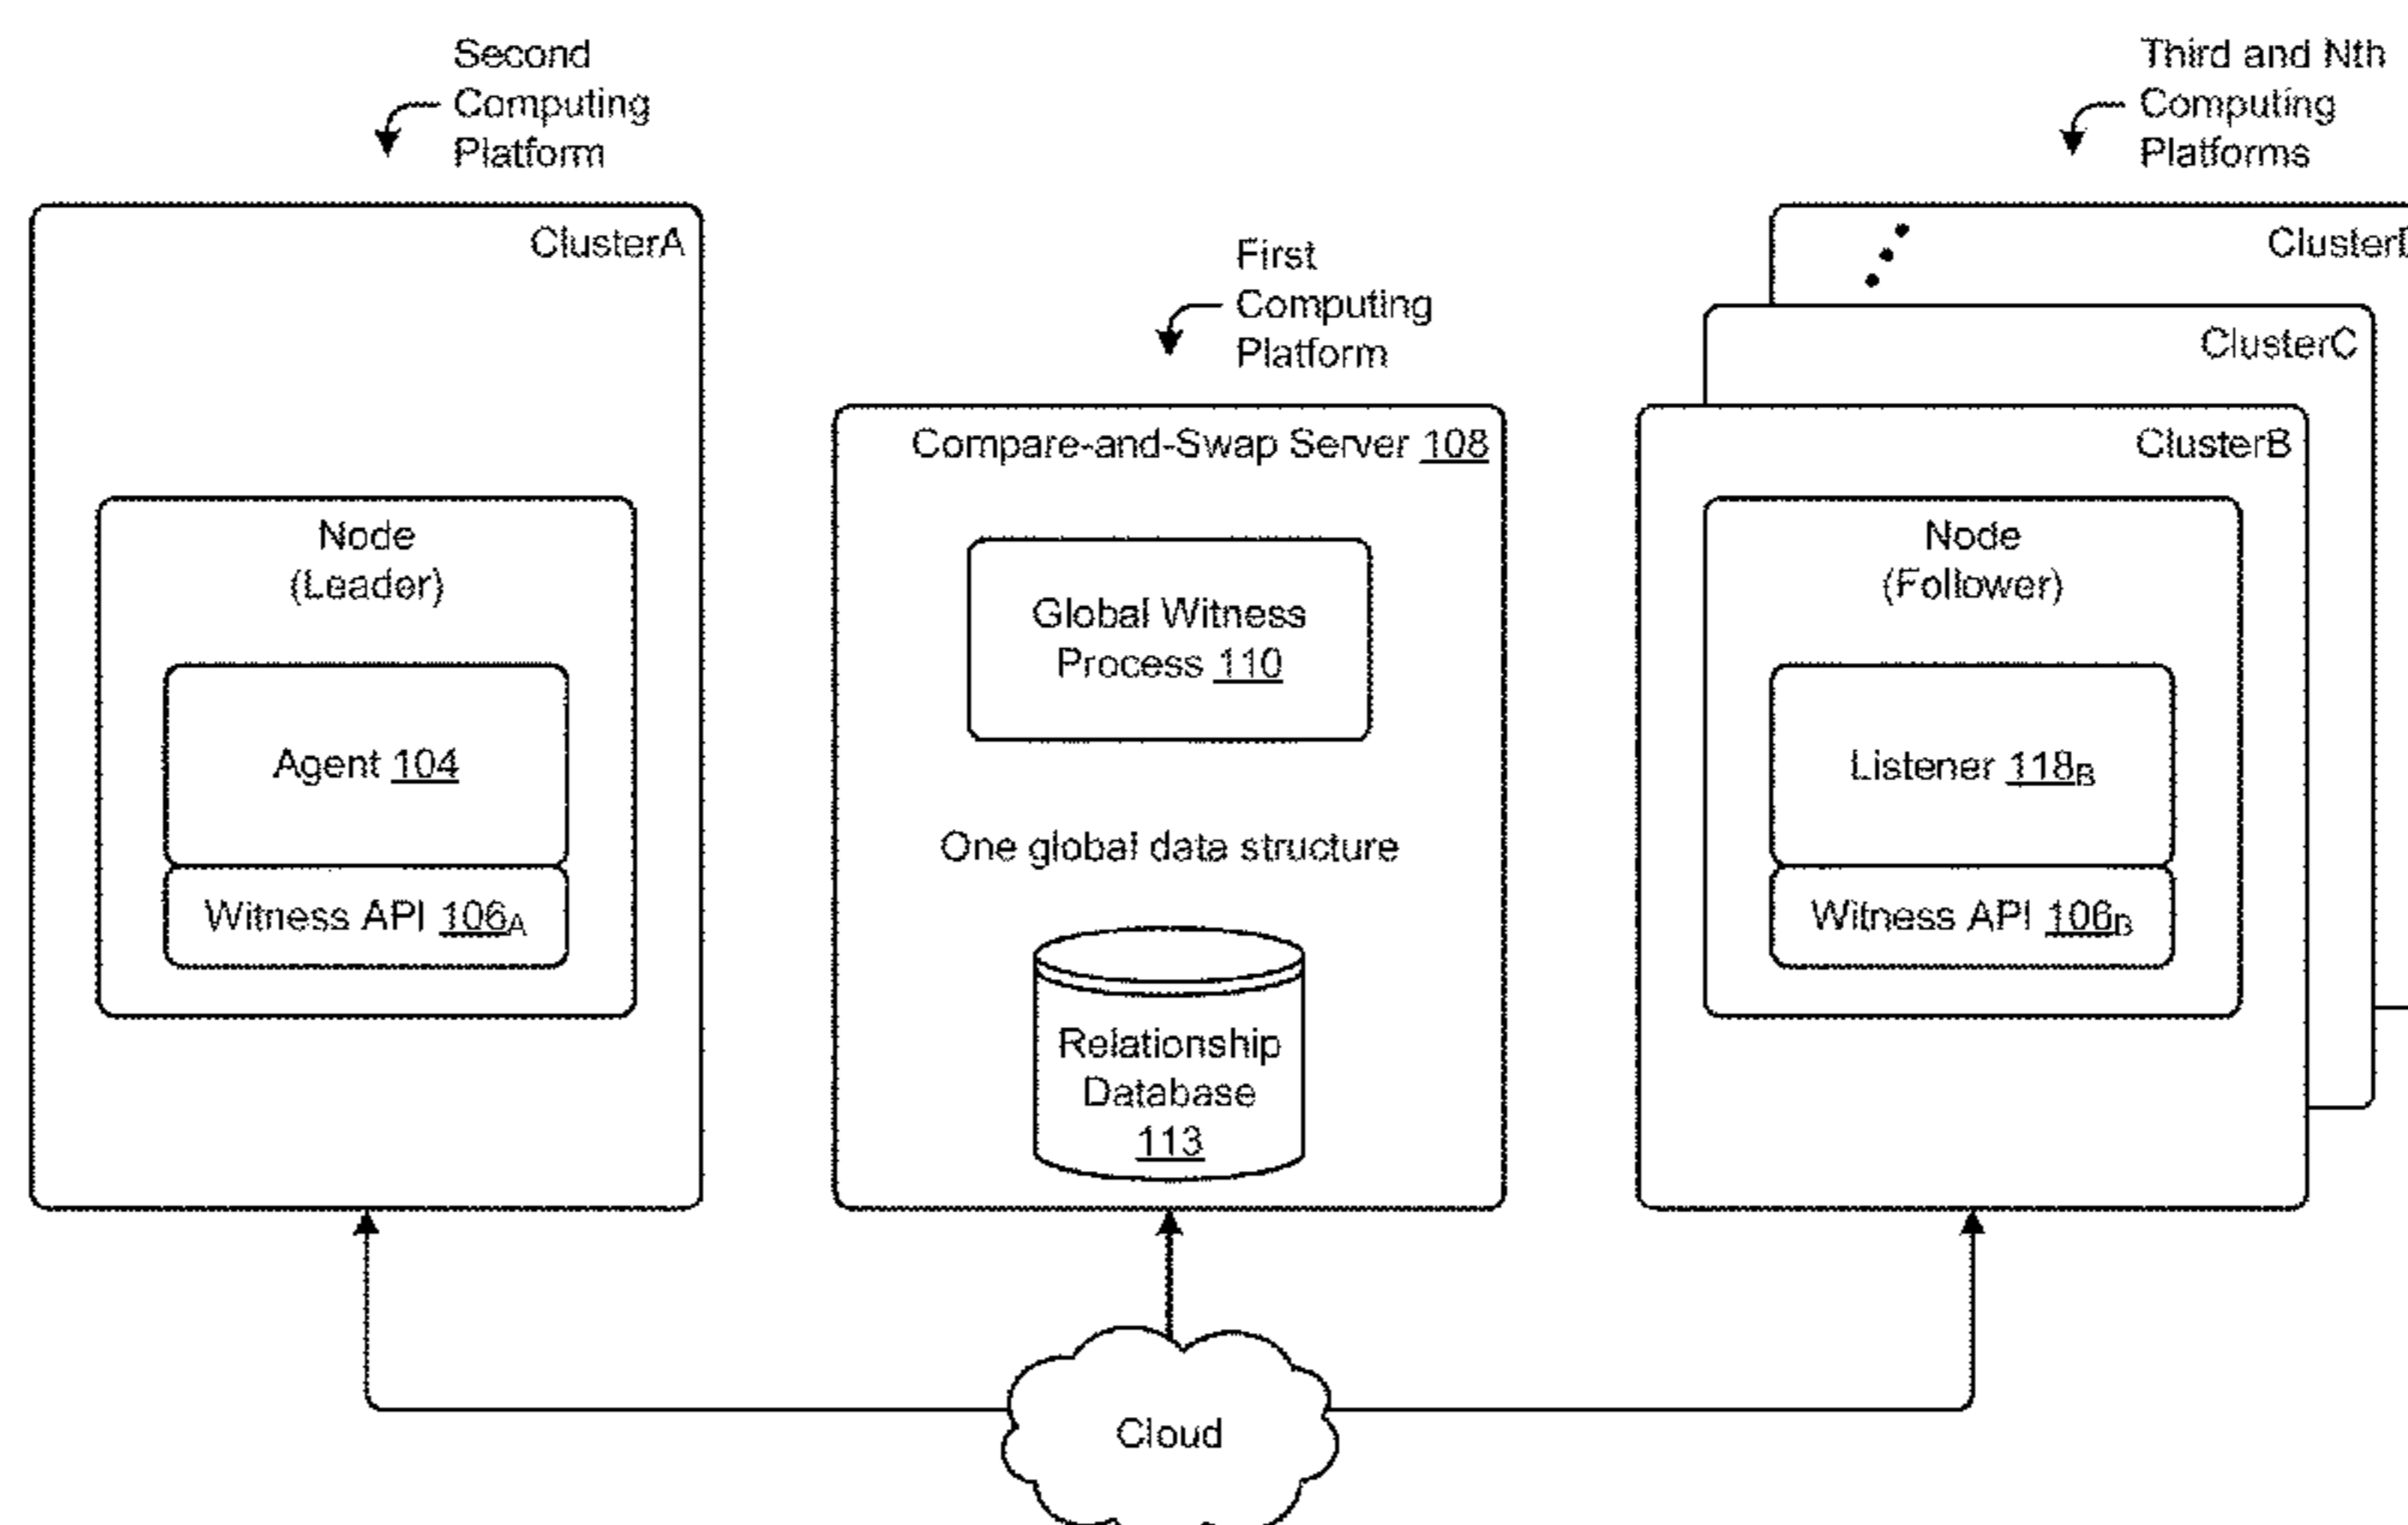 Second
Computing
Platform
ClusterA
Node
(Leader)
Agent 104
Witness API 106A
First
Computing
Platform
Compare-and-Swap Server 108
Global Witness
Process 110
One global data structure
Relationship
Database
113
Third and Nth
Computing
Platforms
ClusterC
ClusterB
Node
(Follower)
Listener 118B
Witness API 106B
Cloud